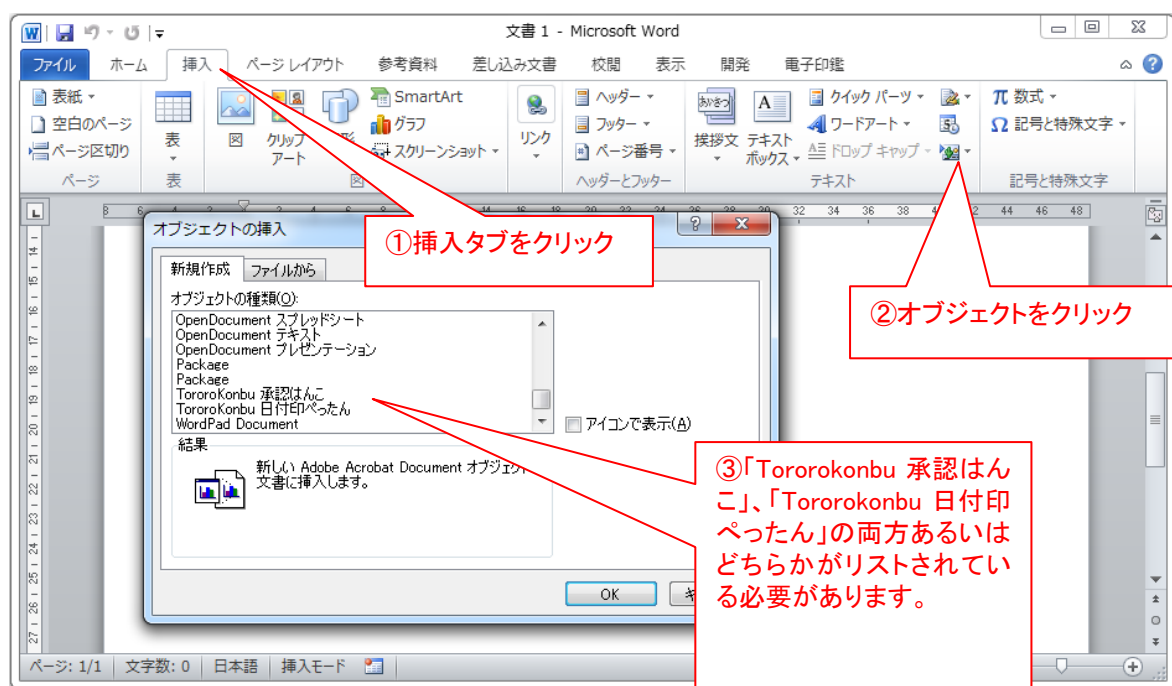 文書 1 - Microsoft Word
ファイル ホーム 挿入 ページ レイアウト 参考資料 差し込み文書 校閲 表示 開発 電子印鑑
表紙
空白のページ
ページ区切り
ページ
表
表
図
クリップ
アート
形
SmartArt
グラフ
スクリーンショット
図
リンク
ヘッダー
フッター
ページ番号
ヘッダーとフッター
挨拶文
テキスト
ボックス
クイック パーツ
ワードアート
ドロップ キャップ
テキスト
π 数式
Ω 記号と特殊文字
記号と特殊文字
オブジェクトの挿入
①挿入タブをクリック
②オブジェクトをクリック
新規作成 ファイルから
オブジェクトの種類(O):
OpenDocument スプレッドシート
OpenDocument テキスト
OpenDocument プレゼンテーション
Package
Package
TororoKonbu 承認はんこ
TororoKonbu 日付印ぺったん
WordPad Document
アイコンで表示(A)
結果
新しい Adobe Acrobat Document オブジェク
文書に挿入します。
③「Tororokonbu 承認はん
こ」、「Tororokonbu 日付印
ぺったん」の両方あるいは
どちらかがリストされてい
る必要があります。
OK
ページ: 1/1 文字数: 0 日本語 挿入モード